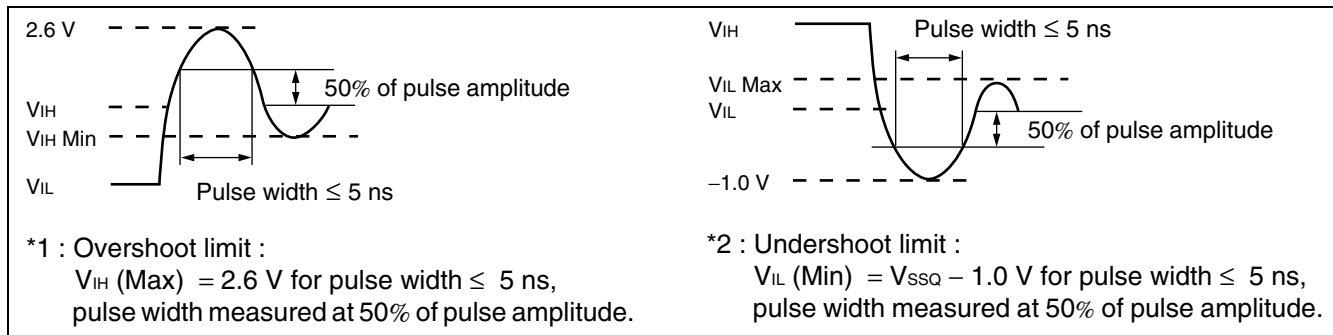 2.6 V
50% of pulse amplitude
VIH
VIH Min
VIL
Pulse width ≤ 5 ns
*1 : Overshoot limit :
VIH (Max) = 2.6 V for pulse width ≤ 5 ns,
pulse width measured at 50% of pulse amplitude.
VIH
Pulse width ≤ 5 ns
VIL Max
VIL
50% of pulse amplitude
−1.0 V
*2 : Undershoot limit :
VIL (Min) = VSSQ − 1.0 V for pulse width ≤ 5 ns,
pulse width measured at 50% of pulse amplitude.